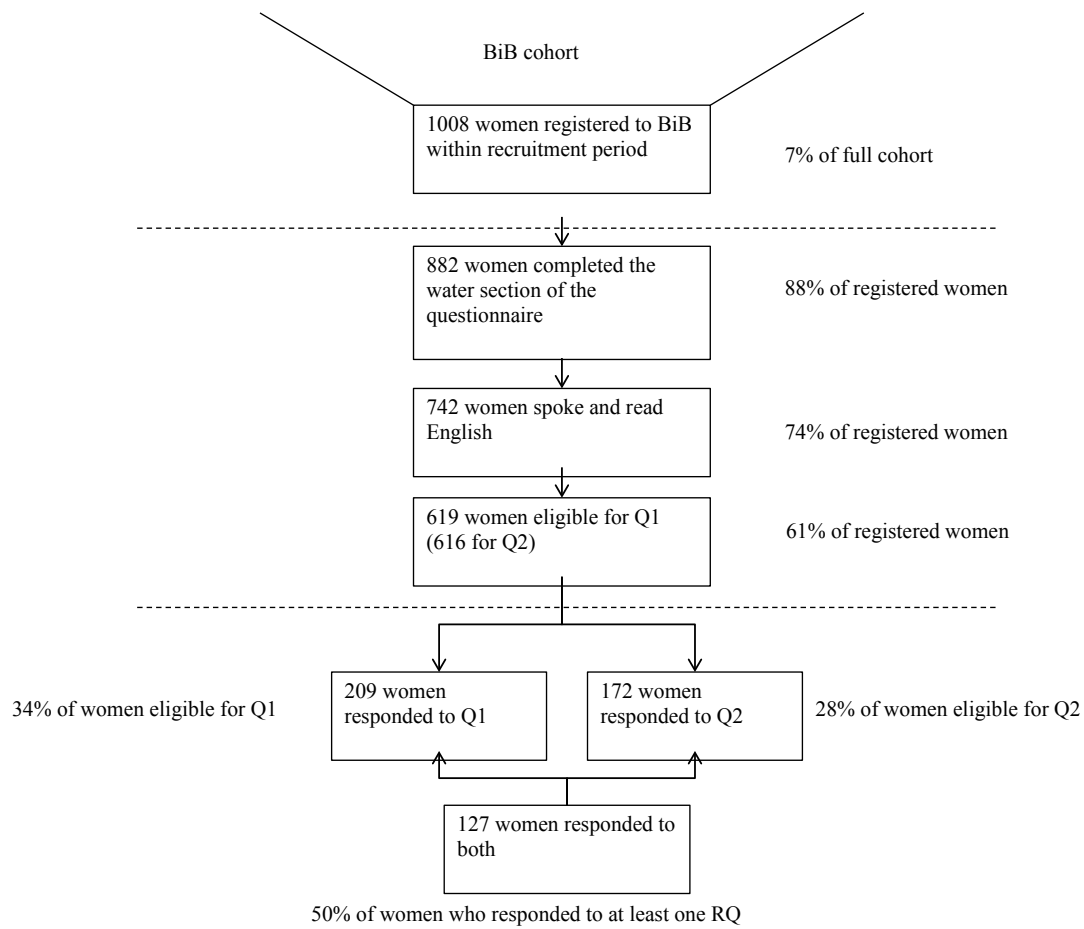 BiB cohort
1008 women registered to BiB
within recruitment period
7% of full cohort
882 women completed the
water section of the
questionnaire
88% of registered women
742 women spoke and read
English
74% of registered women
619 women eligible for Q1
(616 for Q2)
61% of registered women
34% of women eligible for Q1
209 women
responded to Q1
172 women
responded to Q2
28% of women eligible for Q2
127 women responded to
both
50% of women who responded to at least one RQ